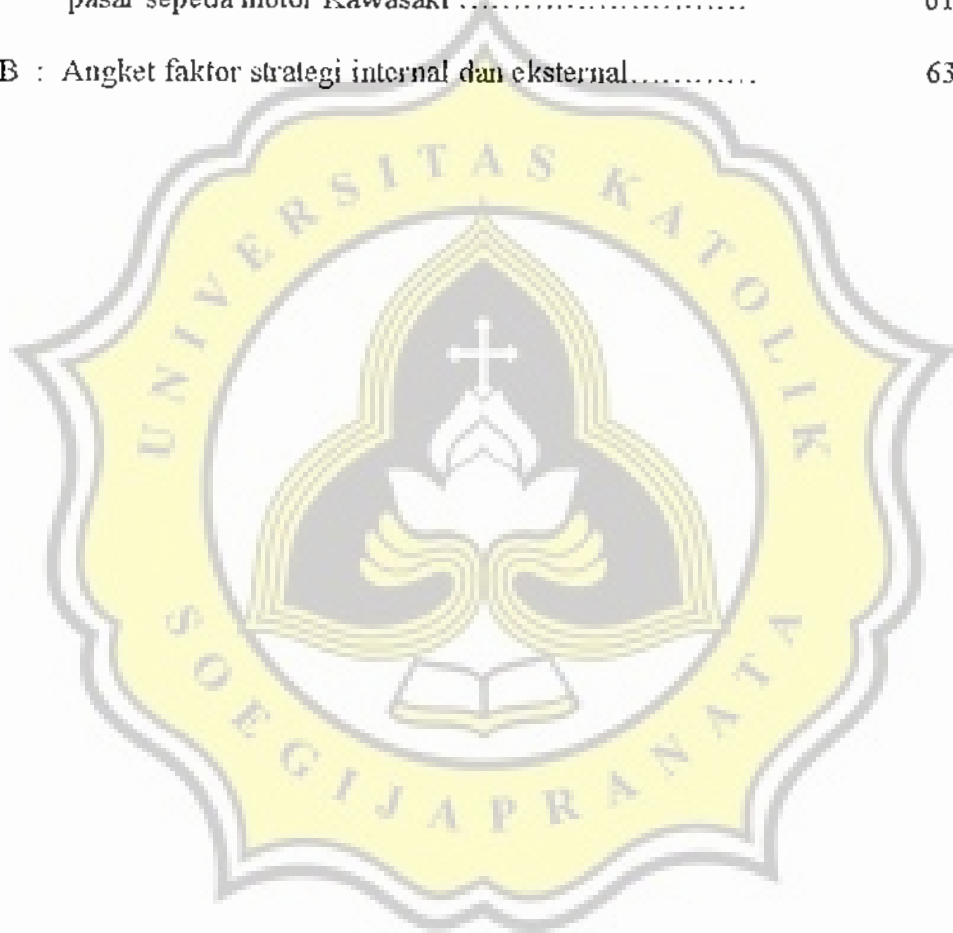 pasar sepeda motor Kawasaki ........................... 61
B : Angket faktor strategi internal dan eksternal............ 63
UNIVERSITAS KATOLIK
SOEGIJAPRANATA